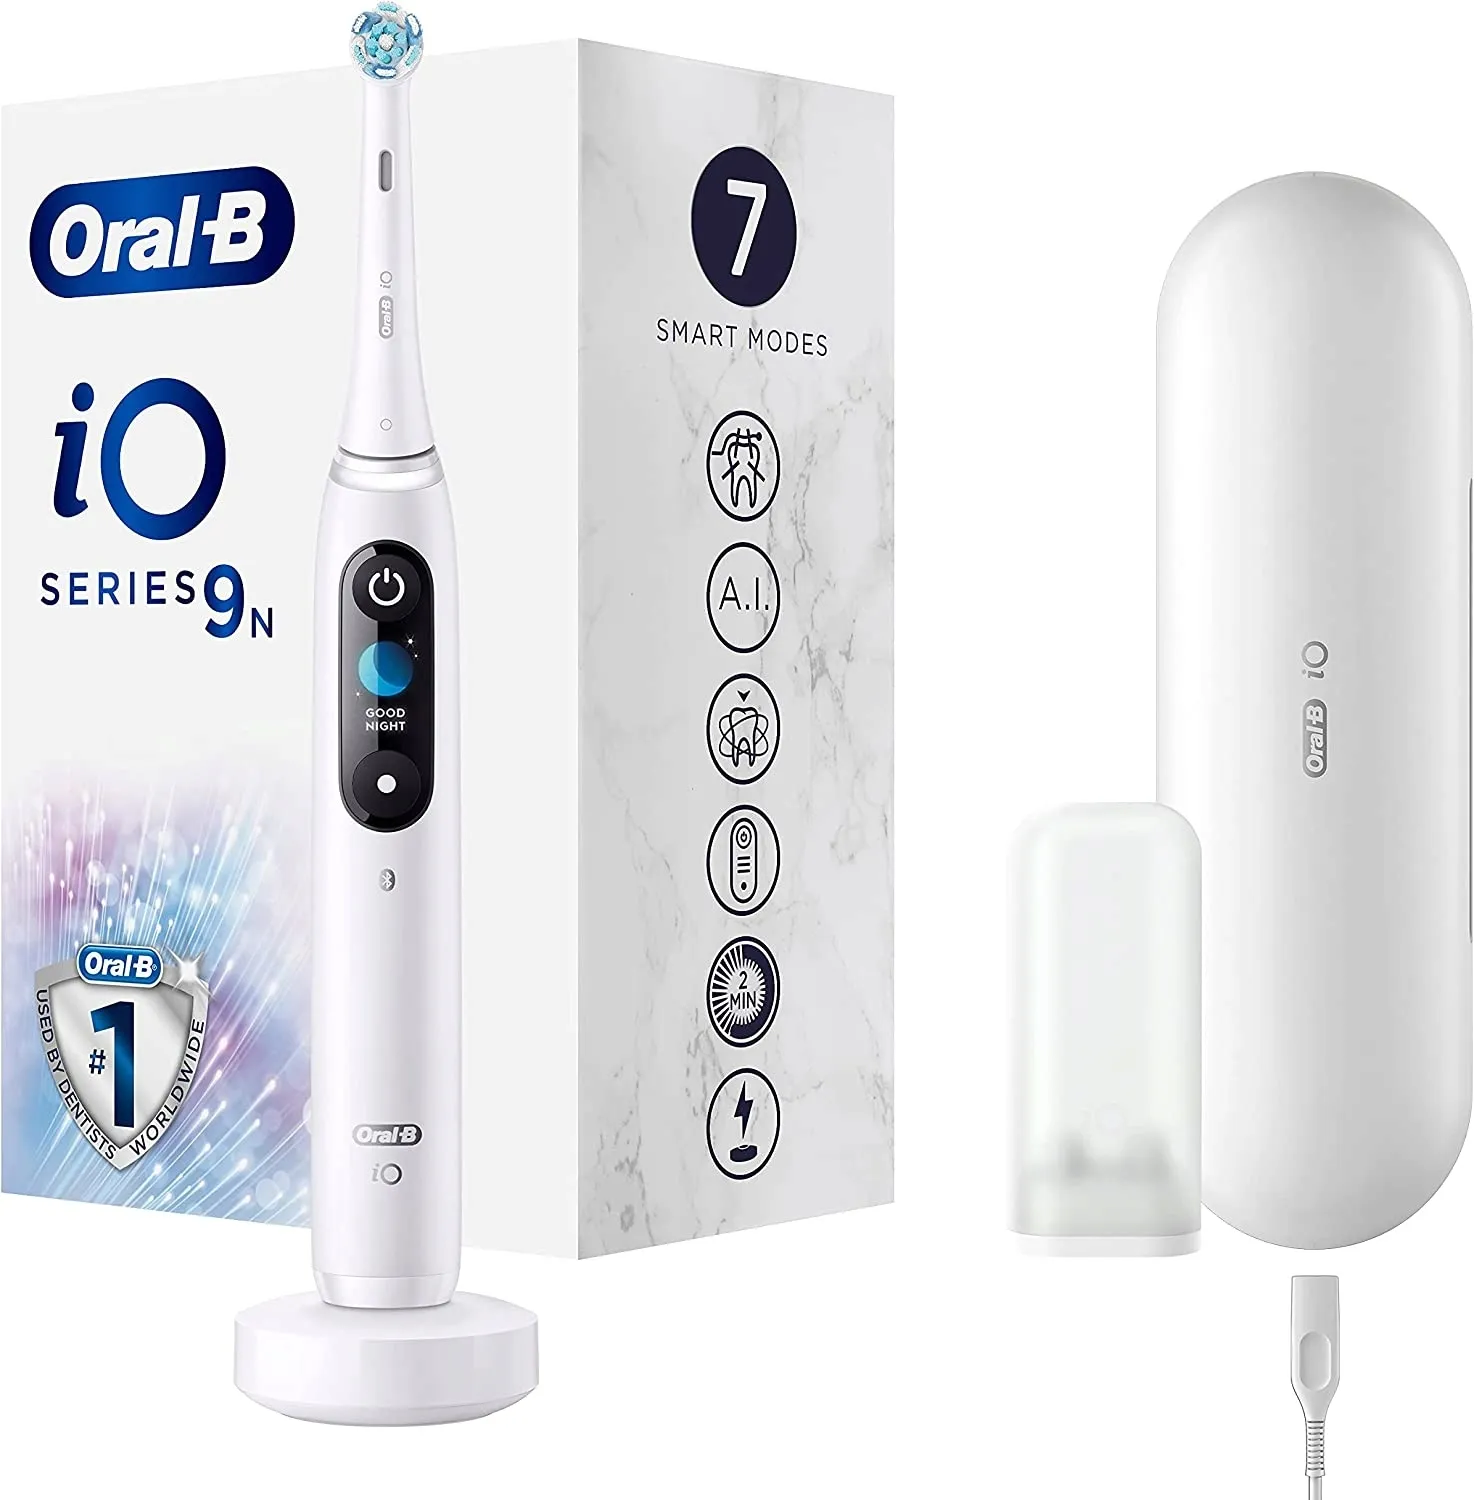 Oral-B
iO
SERIES 9 N
Oral-B
#1
USED BY DENTISTS WORLDWIDE
Oral-B iO
GOOD
NIGHT
Oral-B
iO
7
SMART MODES
A.I.
2
MIN
Oral-B iO